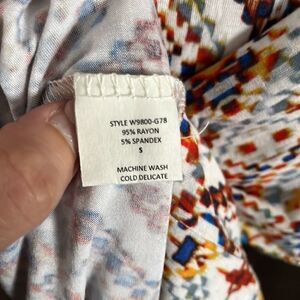 STYLE W9800-G78
95% RAYON
5% SPANDEX
S
MACHINE WASH
COLD DELICATE